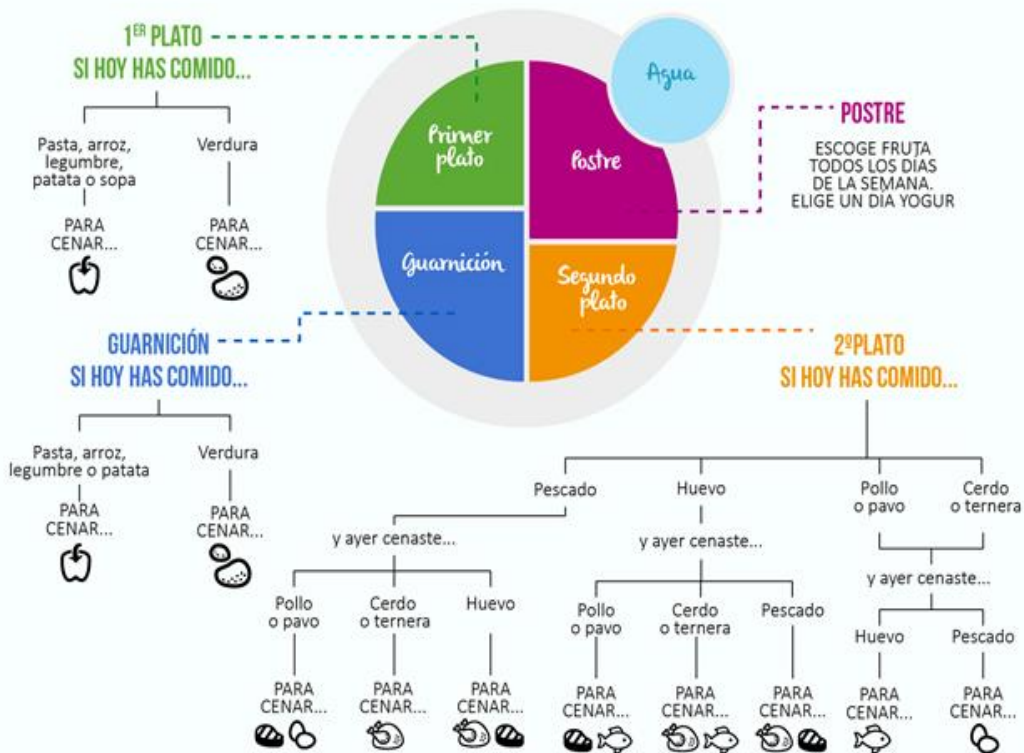 1ER PLATO
SI HOY HAS COMIDO...
Pasta, arroz,
legumbre,
patata o sopa
PARA
CENAR...
Verdura
PARA
CENAR...
Primer
plato
Postre
Agua
Guarnición
Segundo
plato
POSTRE
ESCOGE FRUTA
TODOS LOS DÍAS
DE LA SEMANA.
ELIGE UN DÍA YOGUR
GUARNICIÓN
SI HOY HAS COMIDO...
Pasta, arroz,
legumbre o patata
PARA
CENAR...
Verdura
PARA
CENAR...
2ºPLATO
SI HOY HAS COMIDO...
Pescado
y ayer cenaste...
Pollo
o pavo
PARA
CENAR...
Cerdo
o ternera
PARA
CENAR...
Huevo
PARA
CENAR...
Huevo
y ayer cenaste...
Pollo
o pavo
PARA
CENAR...
Cerdo
o ternera
PARA
CENAR...
Pescado
PARA
CENAR...
Pollo
o pavo
Cerdo
o ternera
y ayer cenaste...
Huevo
PARA
CENAR...
Pescado
PARA
CENAR...